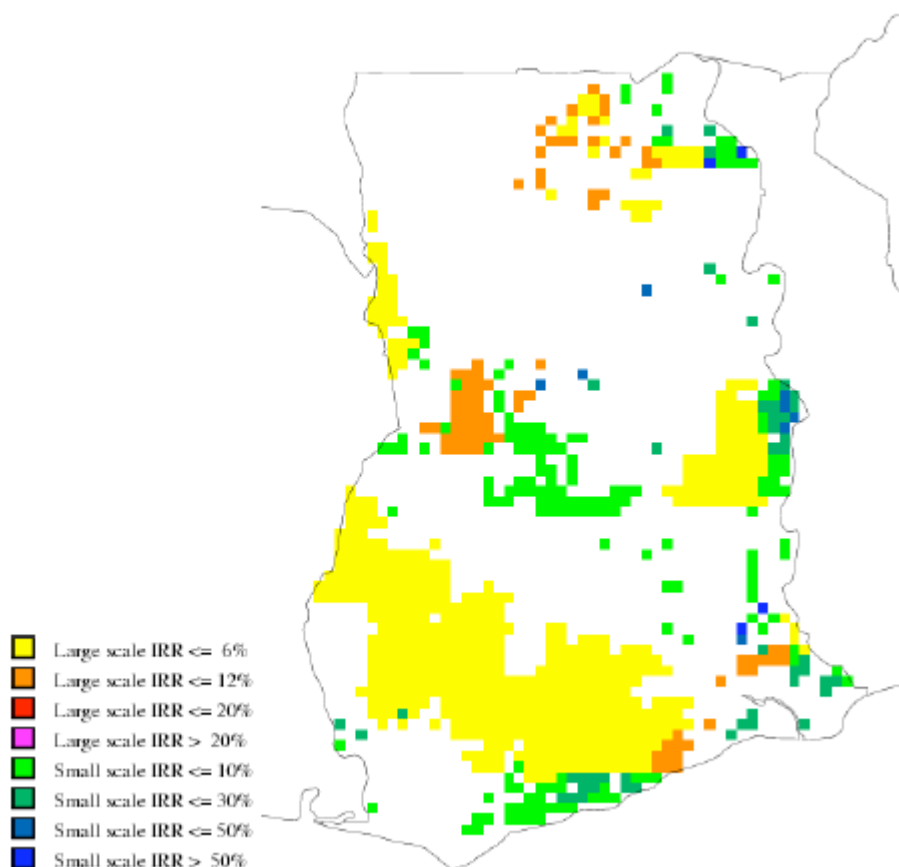 Large scale IRR <= 6%
Large scale IRR <= 12%
Large scale IRR <= 20%
Large scale IRR > 20%
Small scale IRR <= 10%
Small scale IRR <= 30%
Small scale IRR <= 50%
Small scale IRR > 50%